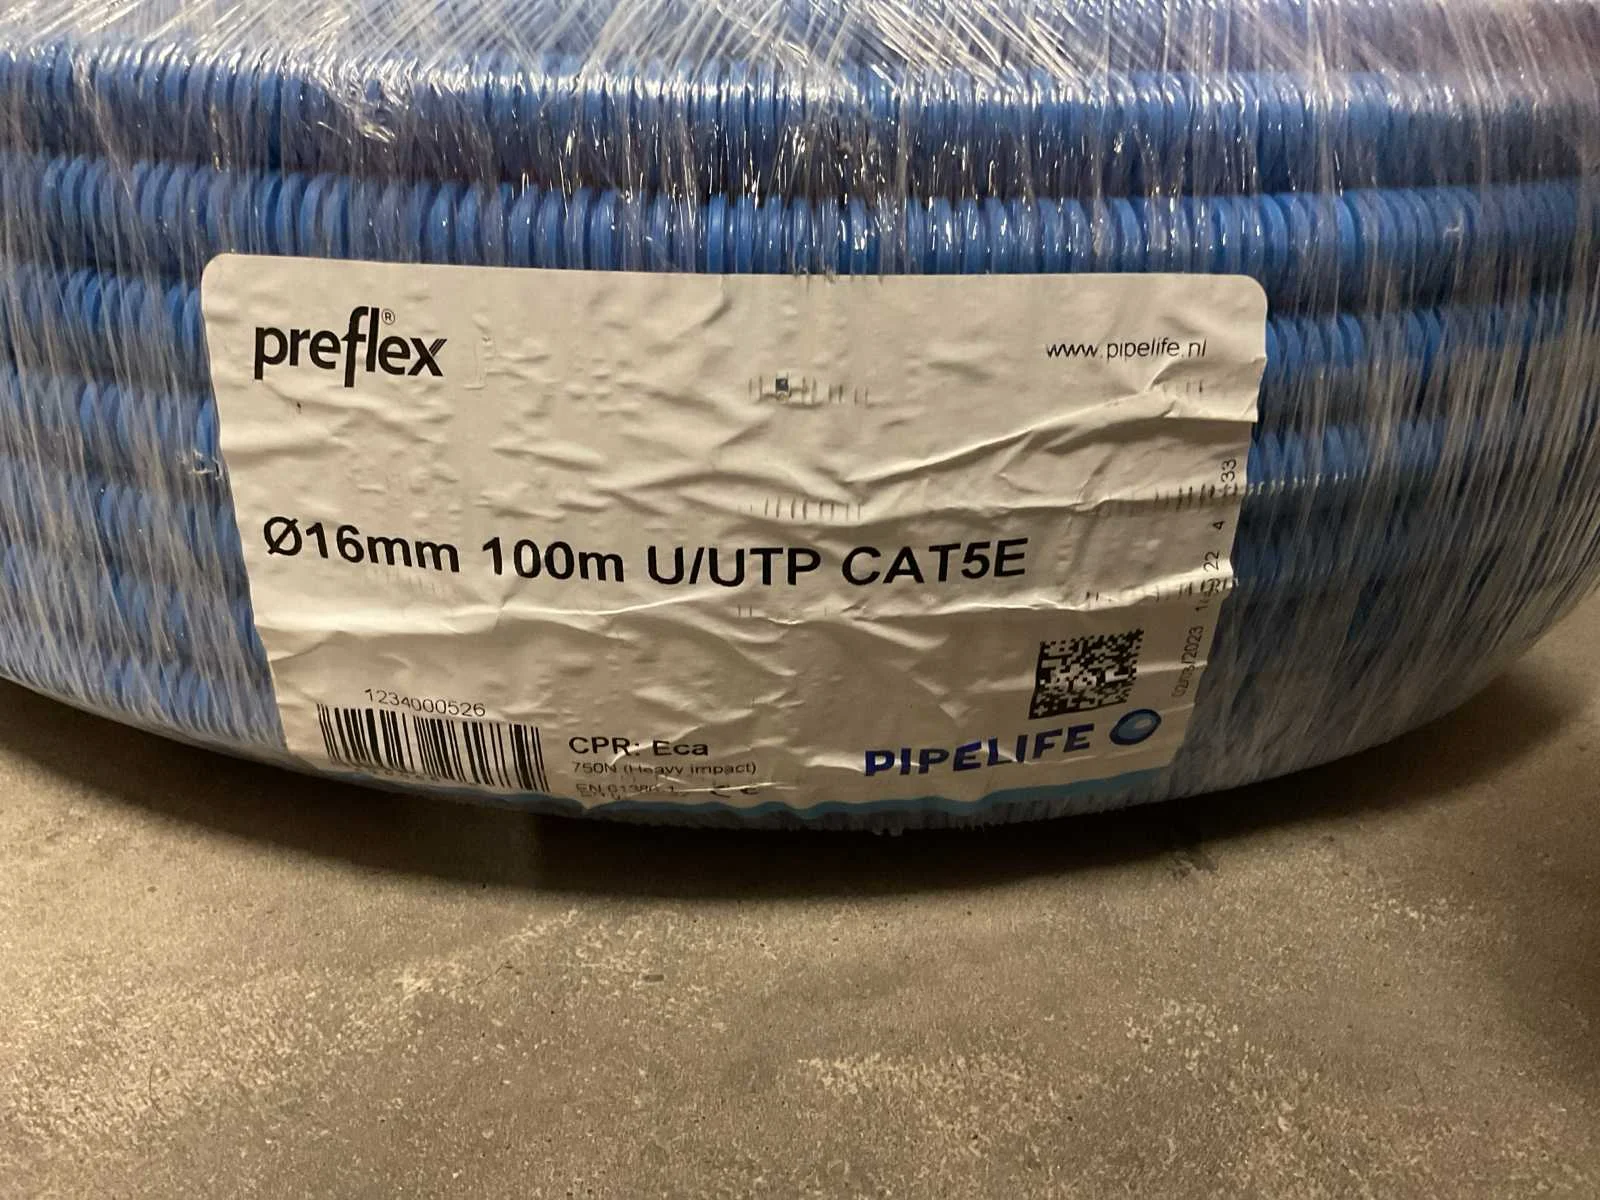 preflex®
www.pipelife.nl
Ø16mm 100m U/UTP CAT5E
1234000526
CPR: Eca
750N (Heavy impact)
PIPELIFE